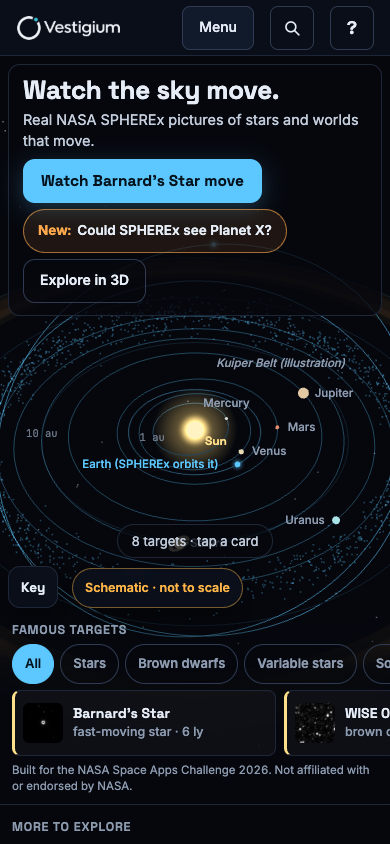 Vestigium
Menu
?
Watch the sky move.
Real NASA SPHEREx pictures of stars and worlds
that move.
Watch Barnard's Star move
New: Could SPHEREx see Planet X?
Explore in 3D
Kuiper Belt (illustration)
Jupiter
Mercury
Mars
10 au
1 au
Sun
Venus
Earth (SPHEREx orbits it)
Uranus
8 targets · tap a card
Key
Schematic · not to scale
FAMOUS TARGETS
All
Stars
Brown dwarfs
Variable stars
So
Barnard's Star
fast-moving star · 6 ly
WISE 0
brown d
Built for the NASA Space Apps Challenge 2026. Not affiliated with
or endorsed by NASA.
MORE TO EXPLORE